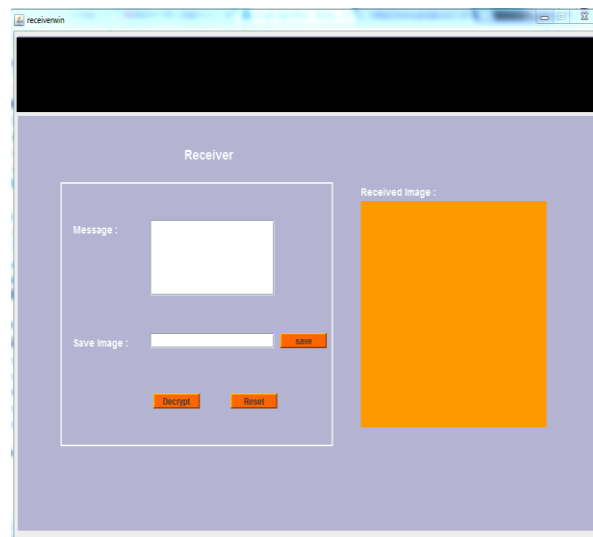 receiverwin
Receiver
Received Image :
Message :
Save Image :
save
Decrypt
Reset